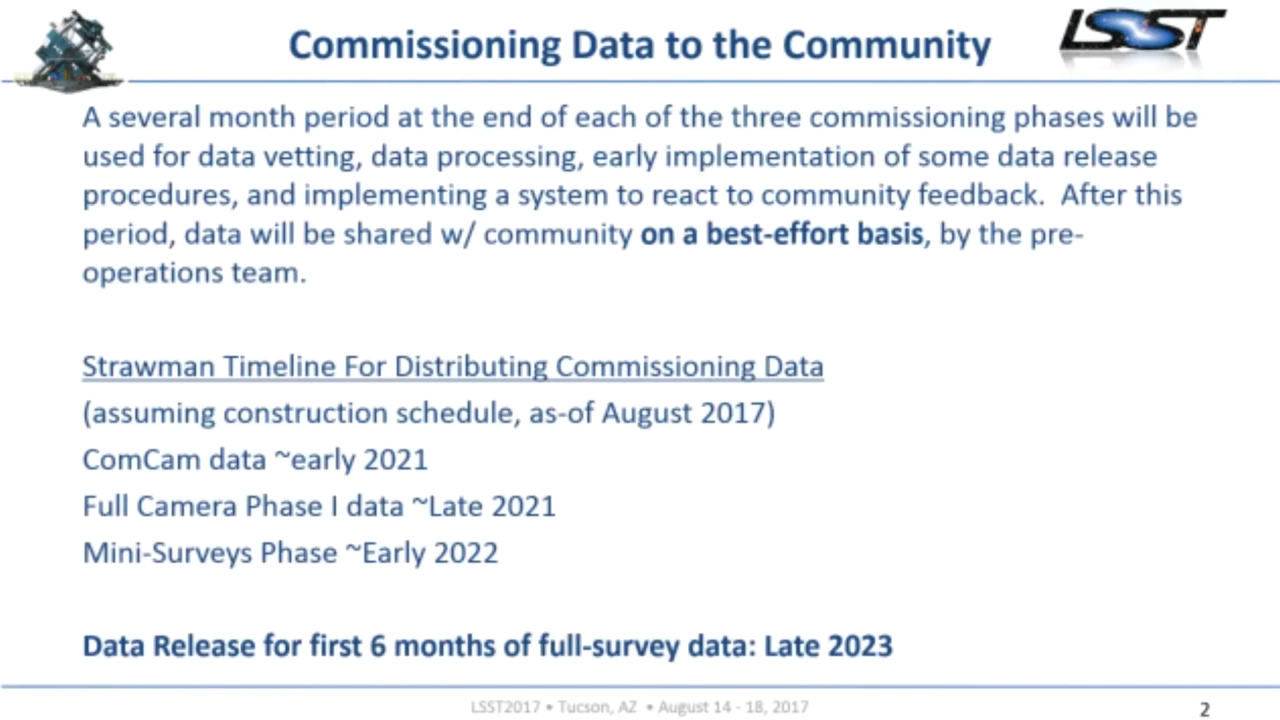 Commissioning Data to the Community
LSST
A several month period at the end of each of the three commissioning phases will be
used for data vetting, data processing, early implementation of some data release
procedures, and implementing a system to react to community feedback.  After this
period, data will be shared w/ community on a best-effort basis, by the pre-
operations team.
Strawman Timeline For Distributing Commissioning Data
(assuming construction schedule, as-of August 2017)
ComCam data ~early 2021
Full Camera Phase I data ~Late 2021
Mini-Surveys Phase ~Early 2022
Data Release for first 6 months of full-survey data: Late 2023
LSST2017 • Tucson, AZ • August 14 - 18, 2017
2